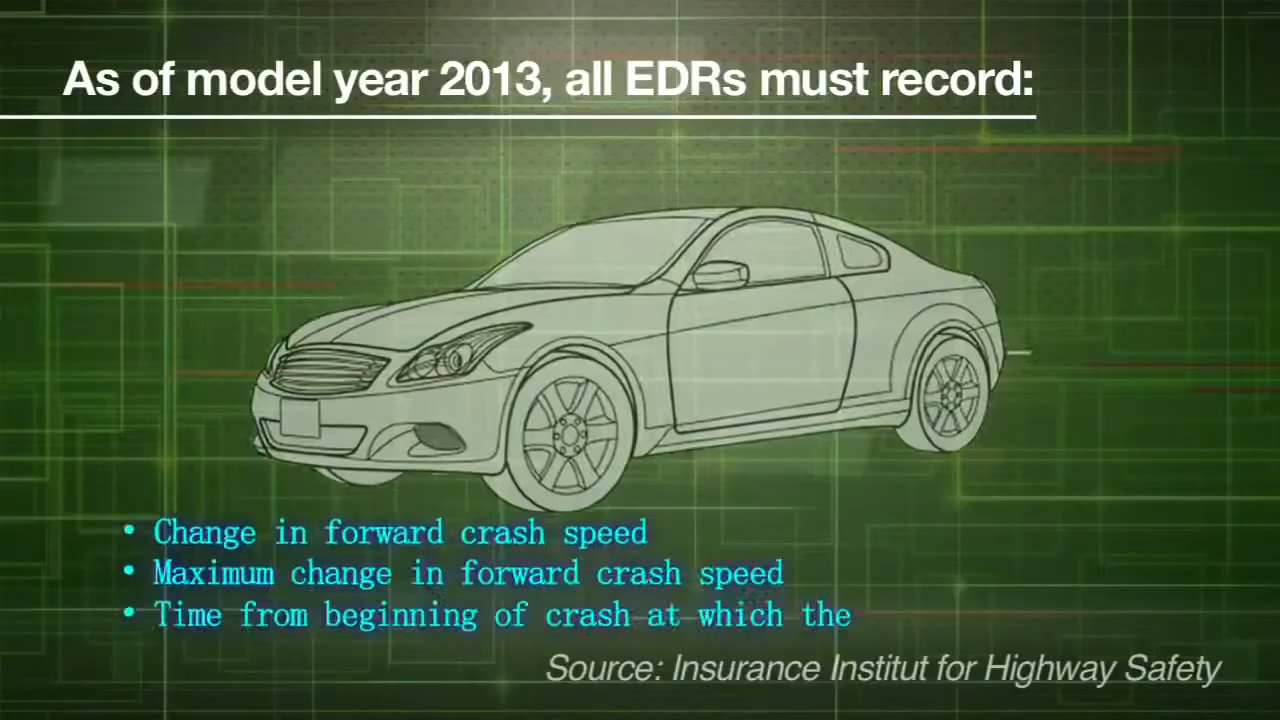 As of model year 2013, all EDRs must record:
• Change in forward crash speed
• Maximum change in forward crash speed
• Time from beginning of crash at which the
Source: Insurance Institut for Highway Safety